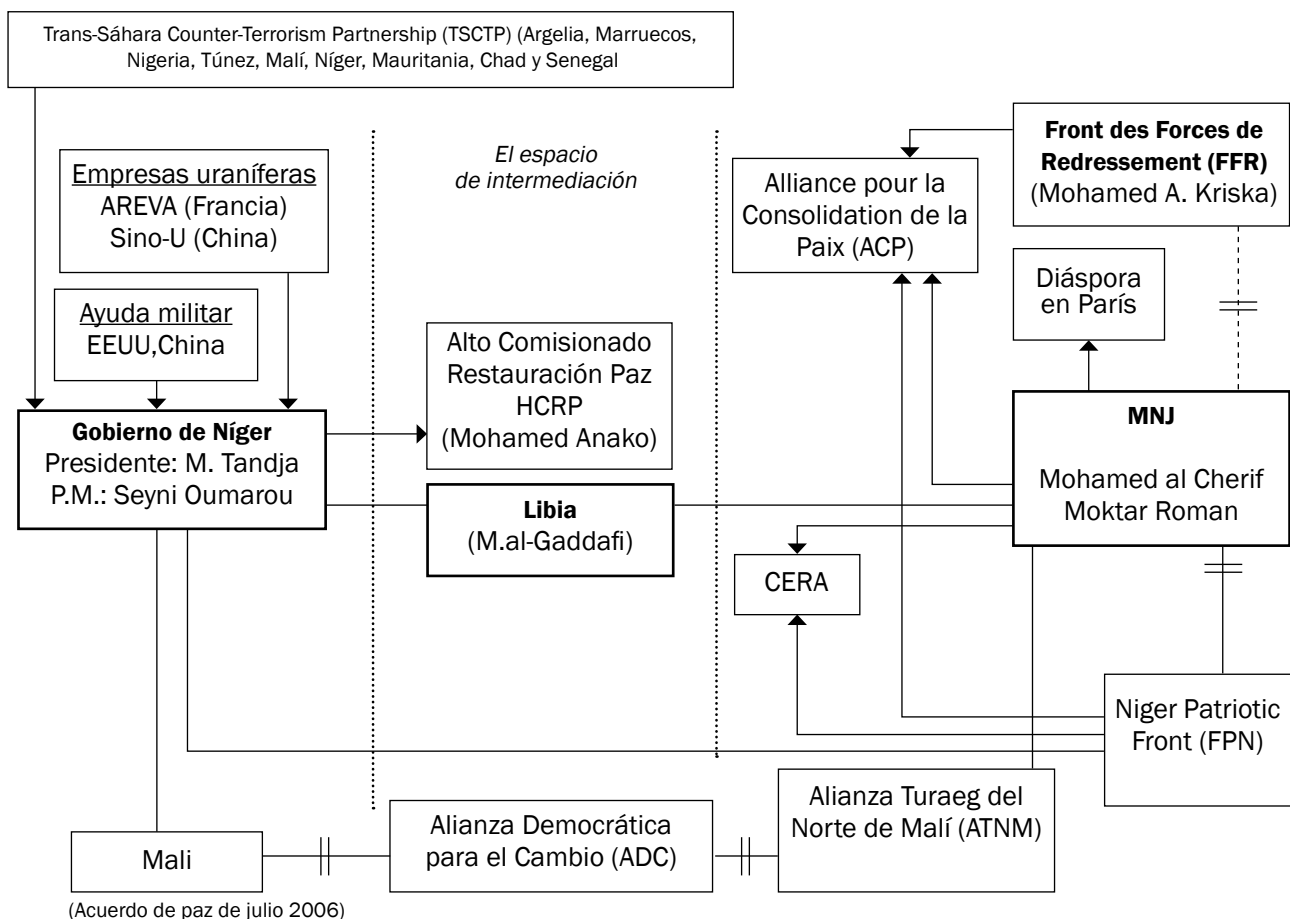 Trans-Sáhara Counter-Terrorism Partnership (TSCTP) (Argelia, Marruecos,
Nigeria, Túnez, Malí, Níger, Mauritania, Chad y Senegal
Empresas uraníferas
AREVA (Francia)
Sino-U (China)
Ayuda militar
EEUU,China
Gobierno de Níger
Presidente: M. Tandja
P.M.: Seyni Oumarou
El espacio
de intermediación
Alto Comisionado
Restauración Paz
HCRP
(Mohamed Anako)
Libia
(M.al-Gaddafi)
Alliance pour la
Consolidation de la
Paix (ACP)
Front des Forces de
Redressement (FFR)
(Mohamed A. Kriska)
Diáspora
en París
MNJ
Mohamed al Cherif
Moktar Roman
CERA
Niger Patriotic
Front (FPN)
Mali
(Acuerdo de paz de julio 2006)
Alianza Democrática
para el Cambio (ADC)
Alianza Turaeg del
Norte de Malí (ATNM)